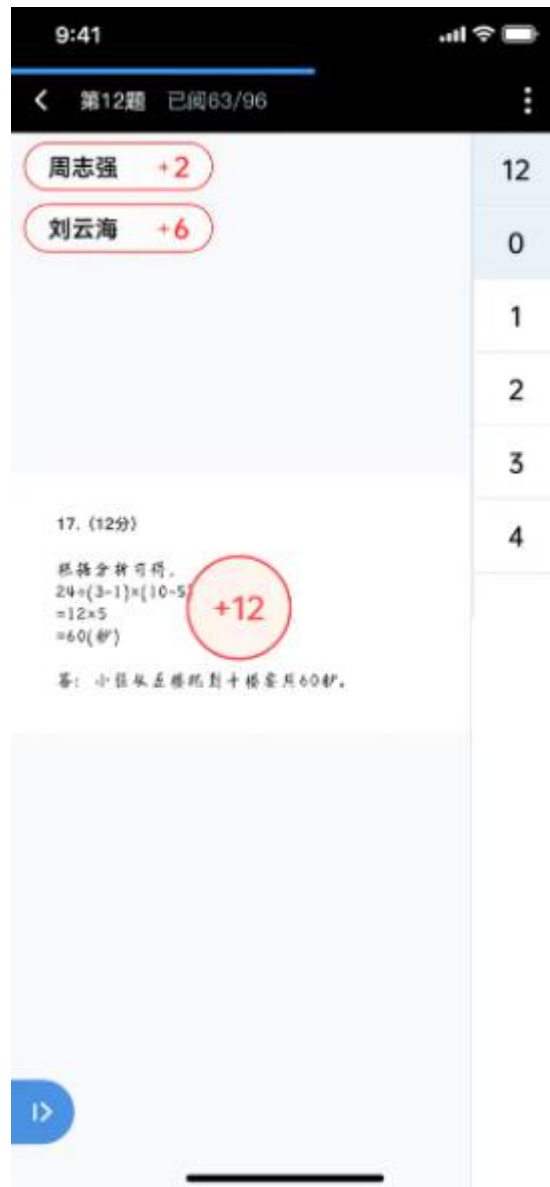 9:41
第12题 已阅63/96
周志强 +2
刘云海 +6
12
0
1
2
3
4
17. (12分)
根据分析可得,
24÷(3-1)×(10-5)
=12×5
=60(秒)
+12
答: 小佳从五楼跑到十楼需用60秒。